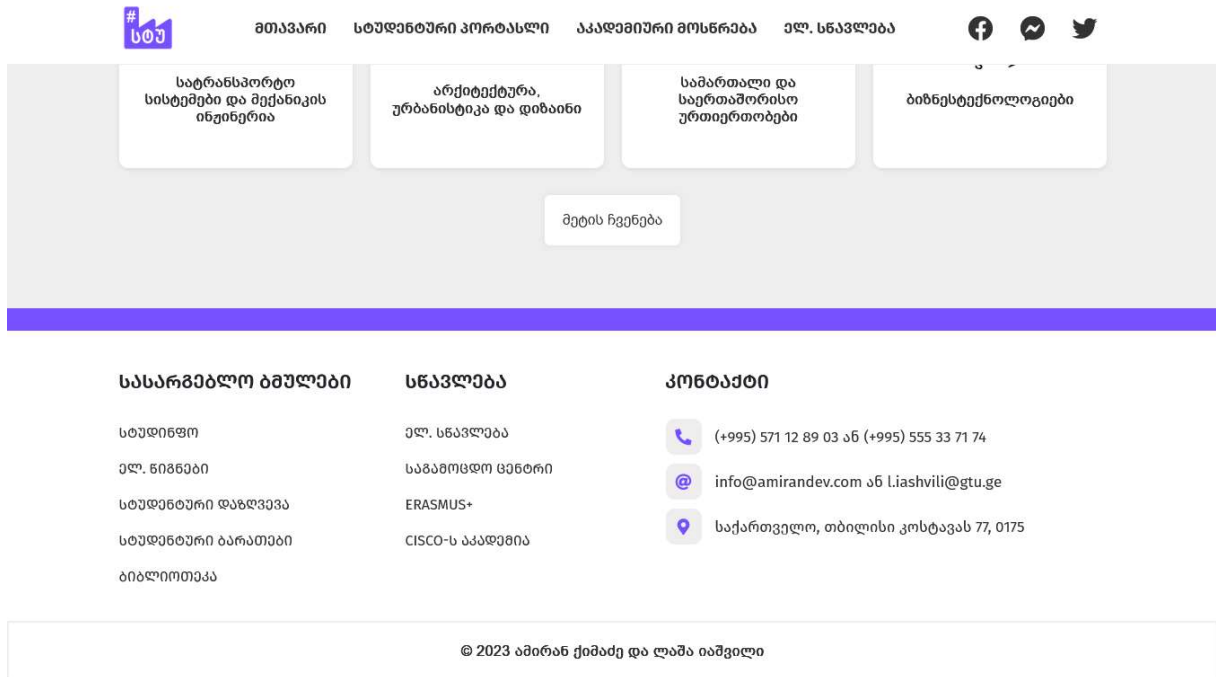 #
სტუ
მთავარი
სტუდენტური პორტასლი
აკადემიური მოსწრება
ელ. სწავლება
სატრანსპორტო
სისტემები და მექანიკის
ინჟინერია
არქიტექტურა,
ურბანისტიკა და დიზაინი
სამართალი და
საერთაშორისო
ურთიერთობები
ბიზნესტექნოლოგიები
მეტის ჩვენება
სასარგებლო ბმულები
სტუდინფო
ელ. წიგნები
სტუდენტური დაზღვევა
სტუდენტური ბარათები
ბიბლიოთეკა
სწავლება
ელ. სწავლება
საგამოცდო ცენტრი
ERASMUS+
CISCO-ს აკადემია
კონტაქტი
(+995) 571 12 89 03 ან (+995) 555 33 71 74
info@amirandev.com ან l.iashvili@gtu.ge
საქართველო, თბილისი კოსტავას 77, 0175
© 2023 ამირან ქიმაძე და ლაშა იაშვილი